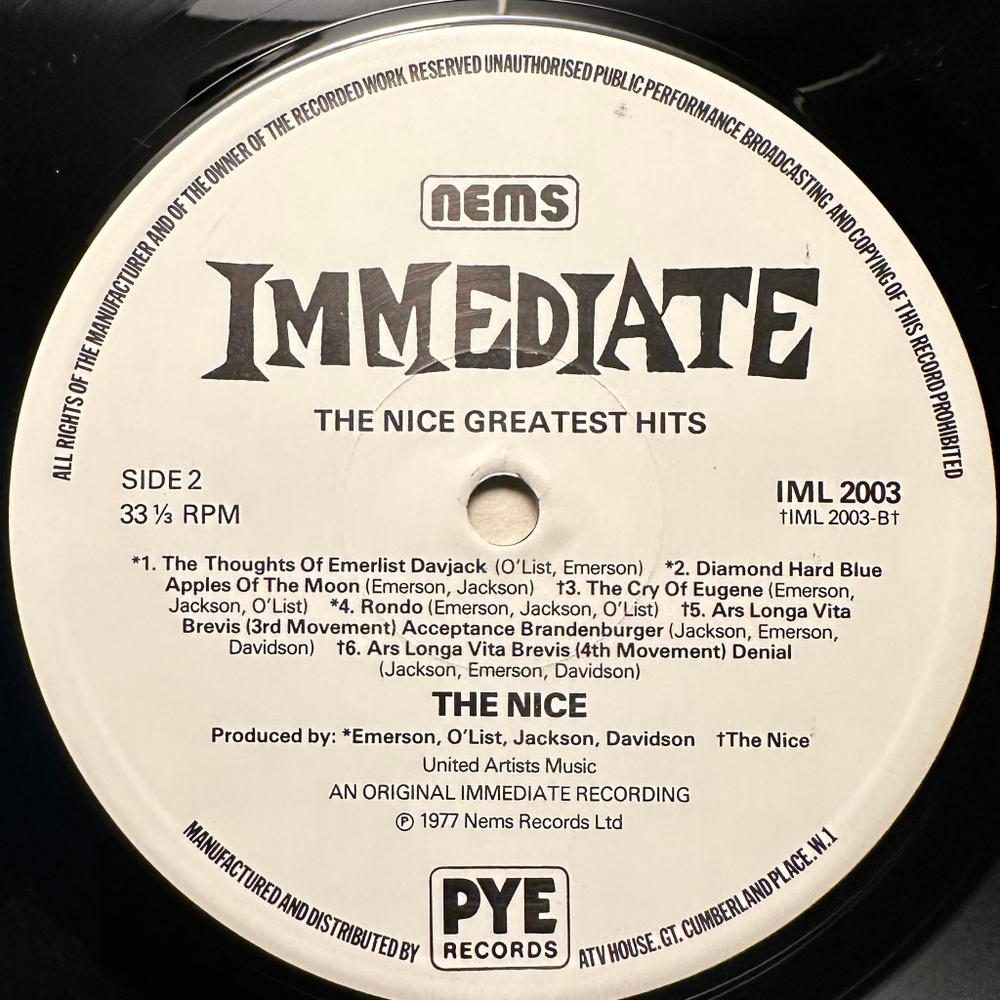 ALL RIGHTS OF THE MANUFACTURER AND OF THE OWNER OF THE RECORDED WORK RESERVED UNAUTHORISED PUBLIC PERFORMANCE BROADCASTING AND COPYING OF THIS RECORD PROHIBITED
nems
IMMEDIATE
THE NICE GREATEST HITS
SIDE 2
33 ⅓ RPM
IML 2003
†IML 2003-B†
*1. The Thoughts Of Emerlist Davjack (O'List, Emerson) *2. Diamond Hard Blue
Apples Of The Moon (Emerson, Jackson) †3. The Cry Of Eugene (Emerson,
Jackson, O'List) *4. Rondo (Emerson, Jackson, O'List) †5. Ars Longa Vita
Brevis (3rd Movement) Acceptance Brandenburger (Jackson, Emerson,
Davidson) †6. Ars Longa Vita Brevis (4th Movement) Denial
(Jackson, Emerson, Davidson)
THE NICE
Produced by: *Emerson, O'List, Jackson, Davidson †The Nice
United Artists Music
AN ORIGINAL IMMEDIATE RECORDING
℗ 1977 Nems Records Ltd
MANUFACTURED AND DISTRIBUTED BY
PYE
RECORDS
ATV HOUSE. GT. CUMBERLAND PLACE. W.1